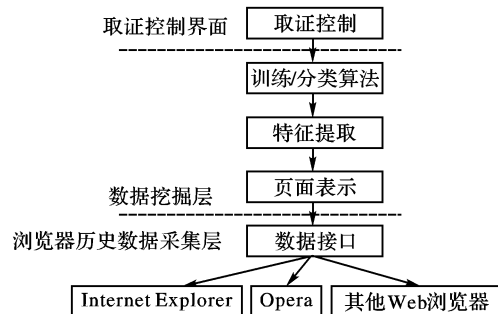 取证控制界面
取证控制
训练/分类算法
特征提取
页面表示
数据挖掘层
浏览器历史数据采集层
数据接口
Internet Explorer
Opera
其他Web浏览器